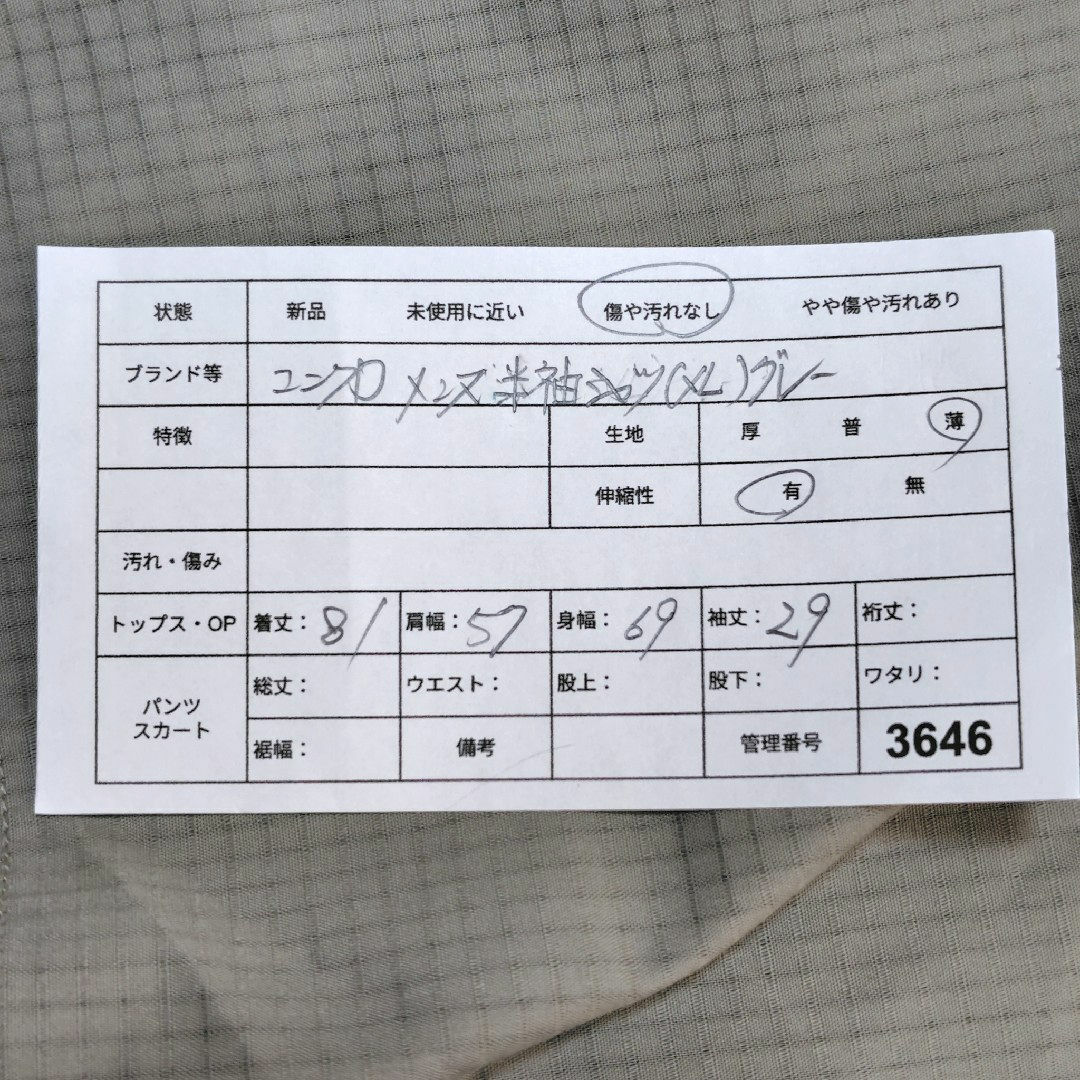 状態 新品 未使用に近い 傷や汚れなし やや傷や汚れあり
ブランド等 コンフロ メンズ 半袖シャツ(XL)グレー
特徴 生地 厚 普 薄
伸縮性 有 無
汚れ・傷み
トップス・OP 着丈:81 肩幅:57 身幅:69 袖丈:29 裄丈:
パンツ スカート 総丈: ウエスト: 股上: 股下: ワタリ:
裾幅: 備考 管理番号 3646